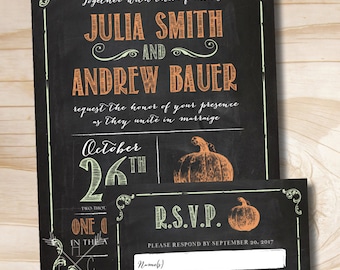 JULIA SMITH
AND
ANDREW BAUER
request the honor of your presence
as they unite in marriage
October
26TH
R.S.V.P.
PLEASE RESPOND BY SEPTEMBER 20, 2017
Name(s)